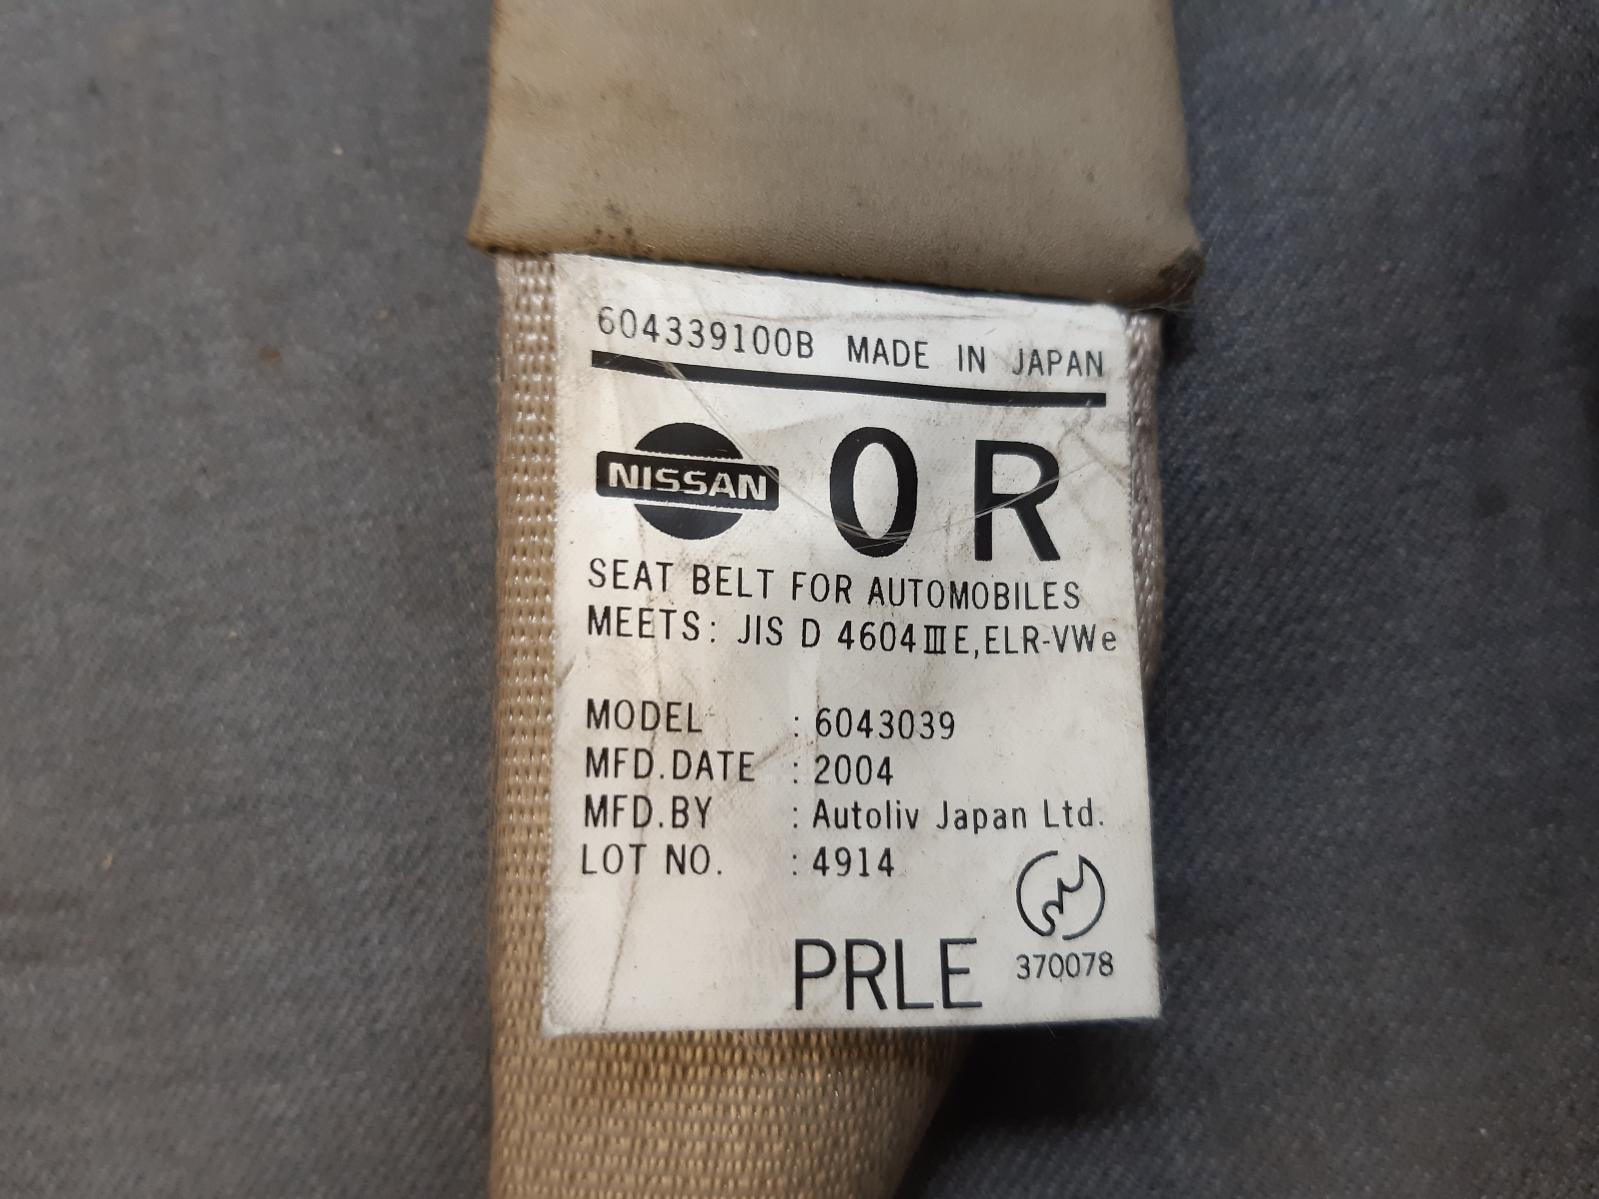 604339100B MADE IN JAPAN
NISSAN 0 R
SEAT BELT FOR AUTOMOBILES
MEETS: JIS D 4604ⅢE,ELR-VWe
MODEL : 6043039
MFD.DATE : 2004
MFD.BY : Autoliv Japan Ltd.
LOT NO. : 4914
PRLE 370078